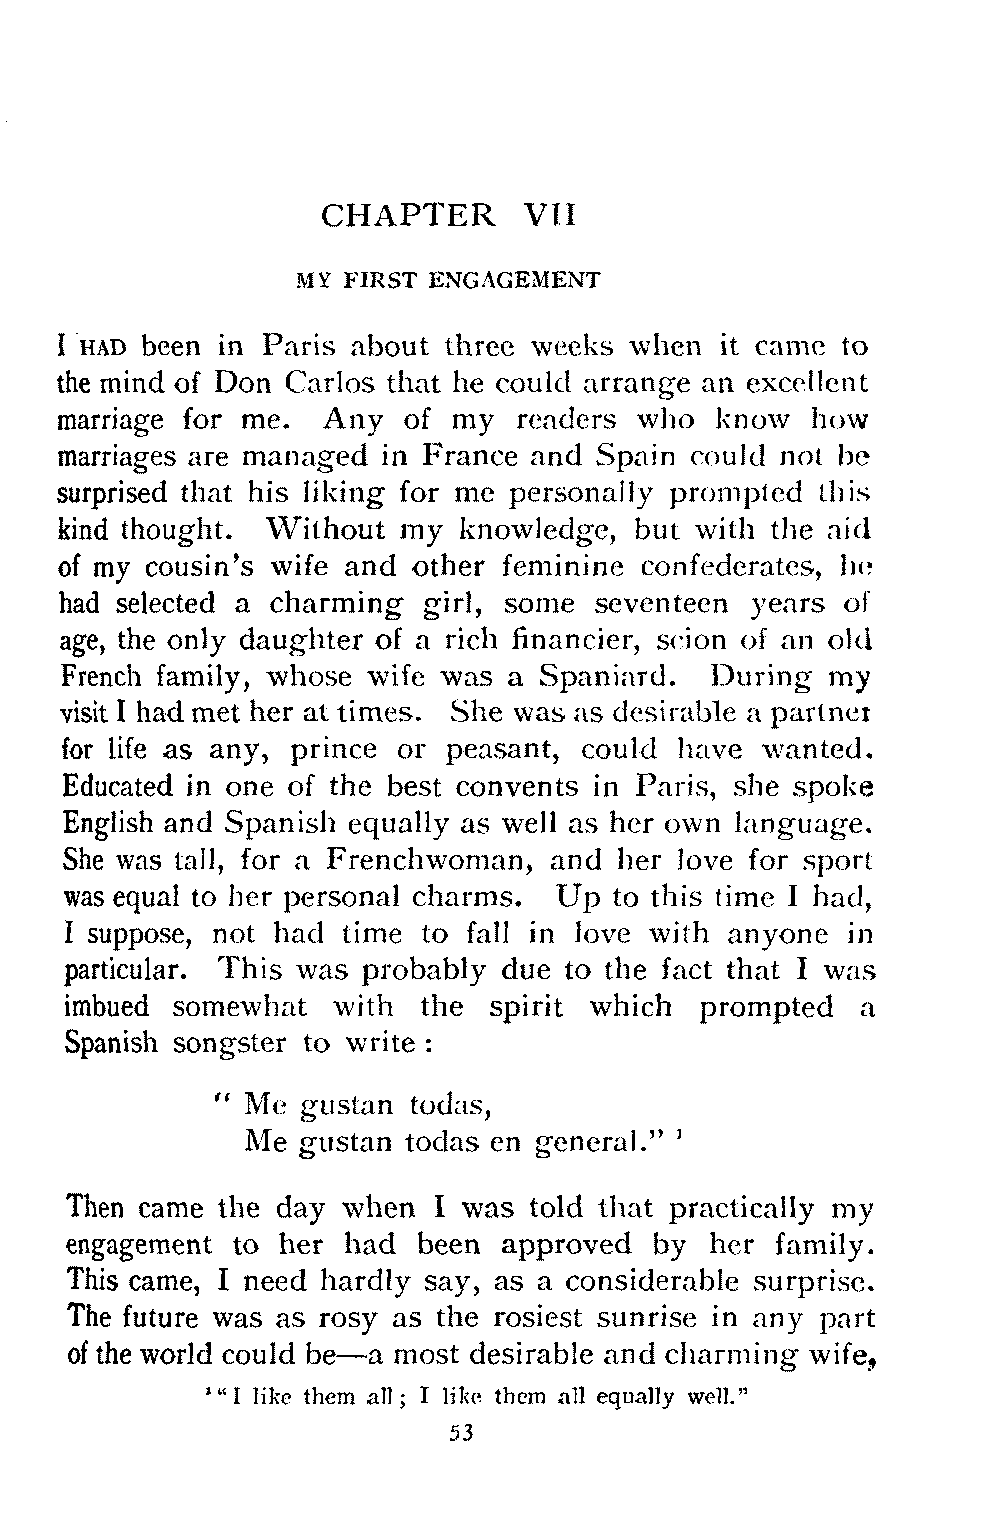 CHAPTER VII
MY FIRST ENGAGEMENT
I HAD been in Paris about three weeks when it came to
the mind of Don Carlos that he could arrange an excellent
marriage for me. Any of my readers who know how
marriages are managed in France and Spain could not be
surprised that his liking for me personally prompted this
kind thought. Without my knowledge, but with the aid
of my cousin's wife and other feminine confederates, he
had selected a charming girl, some seventeen years of
age, the only daughter of a rich financier, scion of an old
French family, whose wife was a Spaniard. During my
visit I had met her at times. She was as desirable a partner
for life as any, prince or peasant, could have wanted.
Educated in one of the best convents in Paris, she spoke
English and Spanish equally as well as her own language.
She was tall, for a Frenchwoman, and her love for sport
was equal to her personal charms. Up to this time I had,
I suppose, not had time to fall in love with anyone in
particular. This was probably due to the fact that I was
imbued somewhat with the spirit which prompted a
Spanish songster to write :
" Me gustan todas,
Me gustan todas en general." ¹
Then came the day when I was told that practically my
engagement to her had been approved by her family.
This came, I need hardly say, as a considerable surprise.
The future was as rosy as the rosiest sunrise in any part
of the world could be—a most desirable and charming wife,
¹ "I like them all ; I like them all equally well."
53